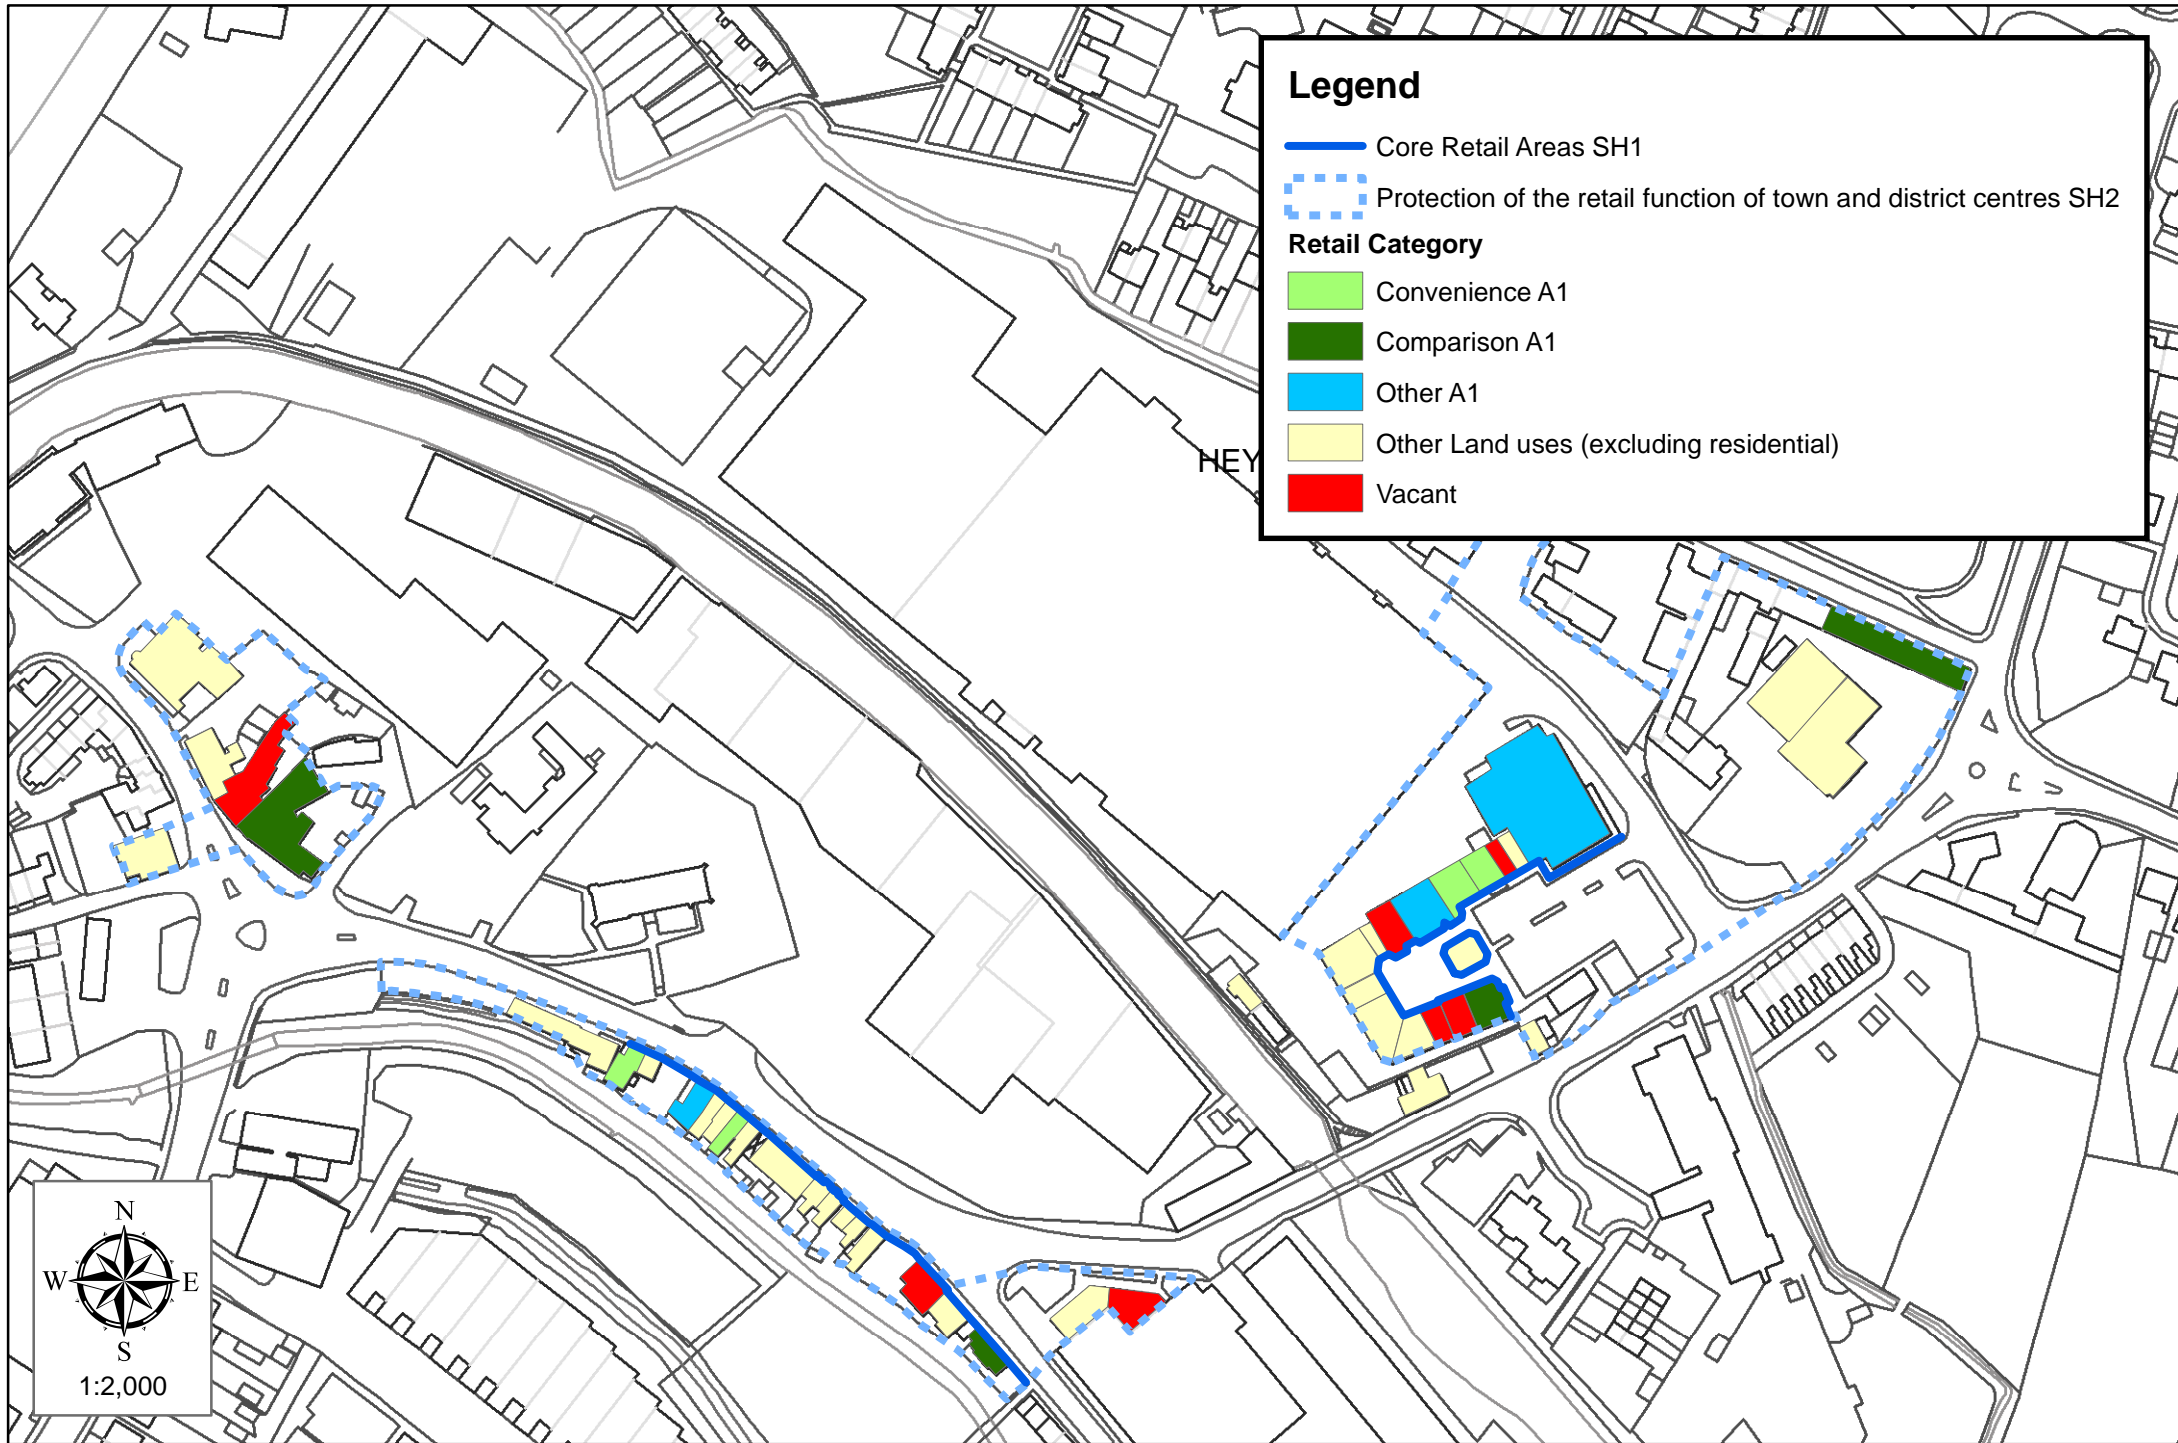 Legend
Core Retail Areas SH1
Protection of the retail function of town and district centres SH2
Retail Category
Convenience A1
Comparison A1
Other A1
Other Land uses (excluding residential)
Vacant
HEY
N
W E
S
1:2,000